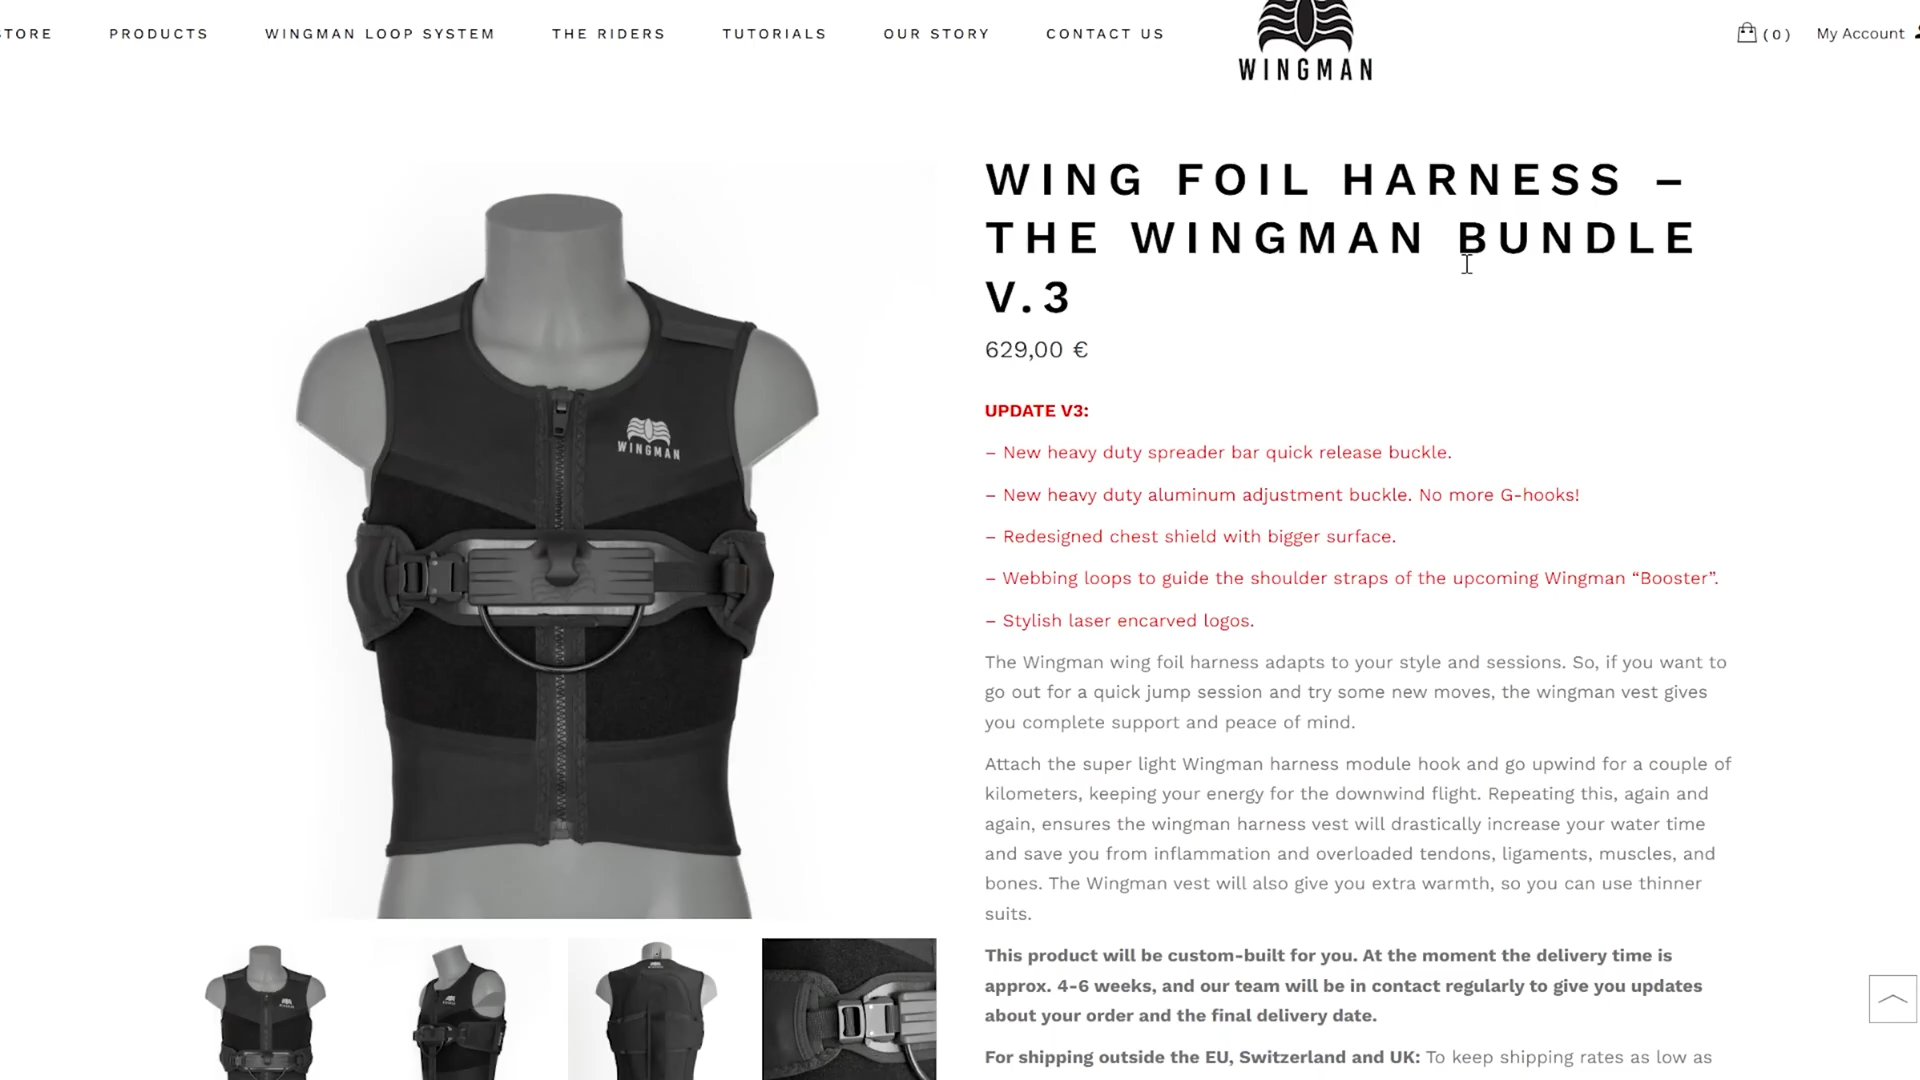 TORE PRODUCTS WINGMAN LOOP SYSTEM THE RIDERS TUTORIALS OUR STORY CONTACT US WINGMAN (0) My Account
WING FOIL HARNESS –
THE WINGMAN BUNDLE
V.3
629,00 €
UPDATE V3:
– New heavy duty spreader bar quick release buckle.
– New heavy duty aluminum adjustment buckle. No more G-hooks!
– Redesigned chest shield with bigger surface.
– Webbing loops to guide the shoulder straps of the upcoming Wingman “Booster”.
– Stylish laser encarved logos.
The Wingman wing foil harness adapts to your style and sessions. So, if you want to
go out for a quick jump session and try some new moves, the wingman vest gives
you complete support and peace of mind.
Attach the super light Wingman harness module hook and go upwind for a couple of
kilometers, keeping your energy for the downwind flight. Repeating this, again and
again, ensures the wingman harness vest will drastically increase your water time
and save you from inflammation and overloaded tendons, ligaments, muscles, and
bones. The Wingman vest will also give you extra warmth, so you can use thinner
suits.
This product will be custom-built for you. At the moment the delivery time is
approx. 4-6 weeks, and our team will be in contact regularly to give you updates
about your order and the final delivery date.
For shipping outside the EU, Switzerland and UK: To keep shipping rates as low as
WINGMAN